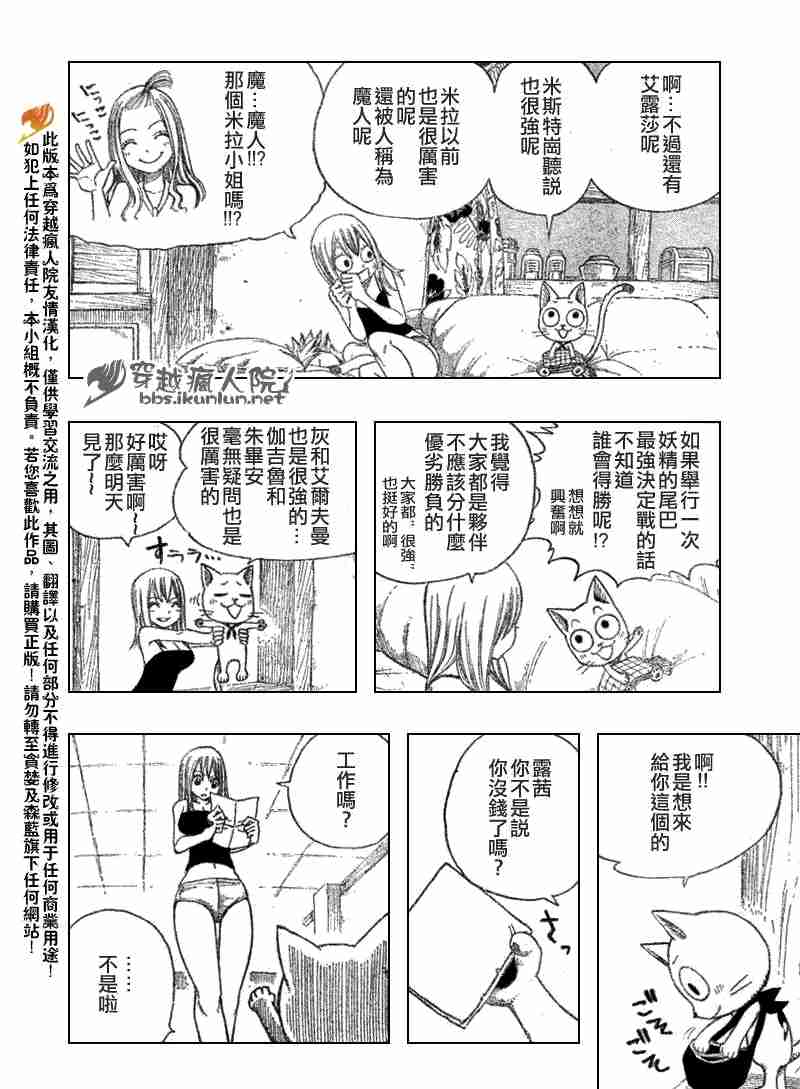 啊…不過還有
艾露莎呢
米斯特崗聽說
也很強呢
米拉以前
也是很厲害
的呢
還被人稱為
魔人呢
魔…魔人!!?
那個米拉小姐嗎!!?
にっこ
にっこ
穿越瘋人院
bbs.ikunlun.net
如果舉行一次
妖精的尾巴
最強決定戰的話
不知道
誰會得勝呢!?
想想就
興奮啊
我覺得
大家都是夥伴
不應該分什麼
優劣勝負的
大家都〝很強〞
也挺好的啊
灰和艾爾夫曼
也是很強的…
伽吉魯和
朱畢安
毫無疑問也是
很厲害的
哎呀
好厲害啊~
那麼明天
見了~
すぅぅぅ…
啊!!
我是想來
給你這個的
露茜
你不是說
你沒錢了嗎?
さっ
工作嗎?
……
不是啦
此版本爲穿越瘋人院友情漢化,僅供學習交流之用,其圖、翻譯以及任何部分不得進行修改或用于任何商業用途!
如犯上任何法律責任,本小組概不負責。若您喜歡此作品,請購買正版!請勿轉至貪婪及森藍旗下任何網站!